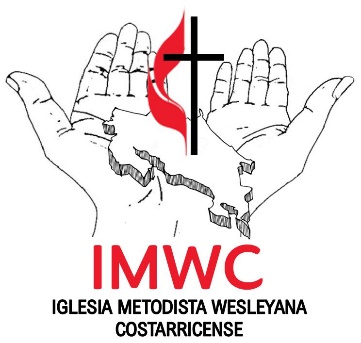 IMWC
IGLESIA METODISTA WESLEYANA
COSTARRICENSE